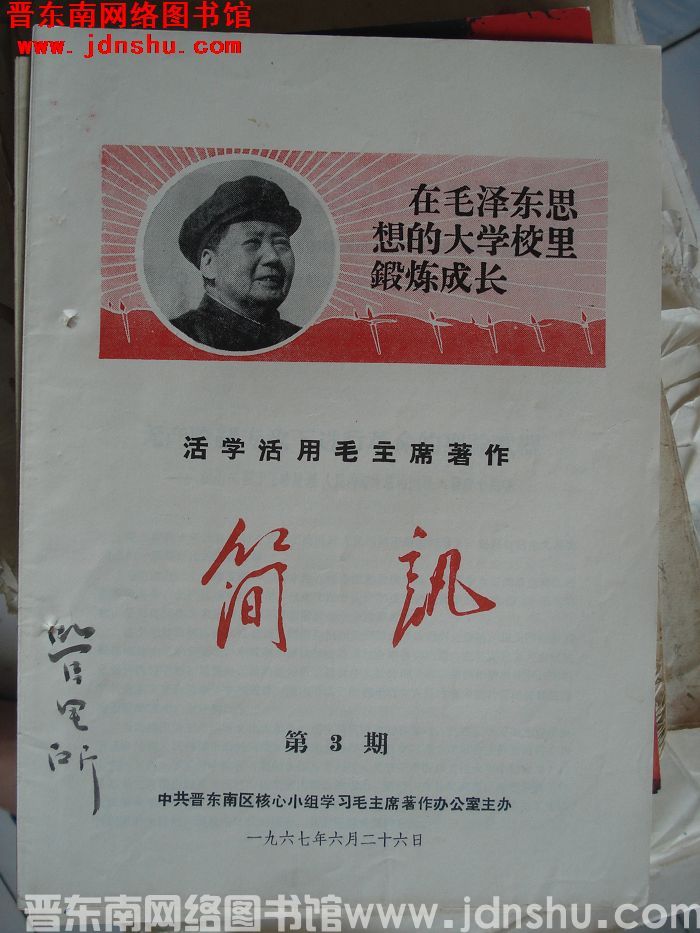 晋东南网络图书馆
www.jdnshu.com
在毛泽东思
想的大学校里
鍛炼成长
活学活用毛主席著作
简訊
第 3 期
中共晋东南区核心小组学习毛主席著作办公室主办
一九六七年六月二十六日
晋东南网络图书馆www.jdnshu.com